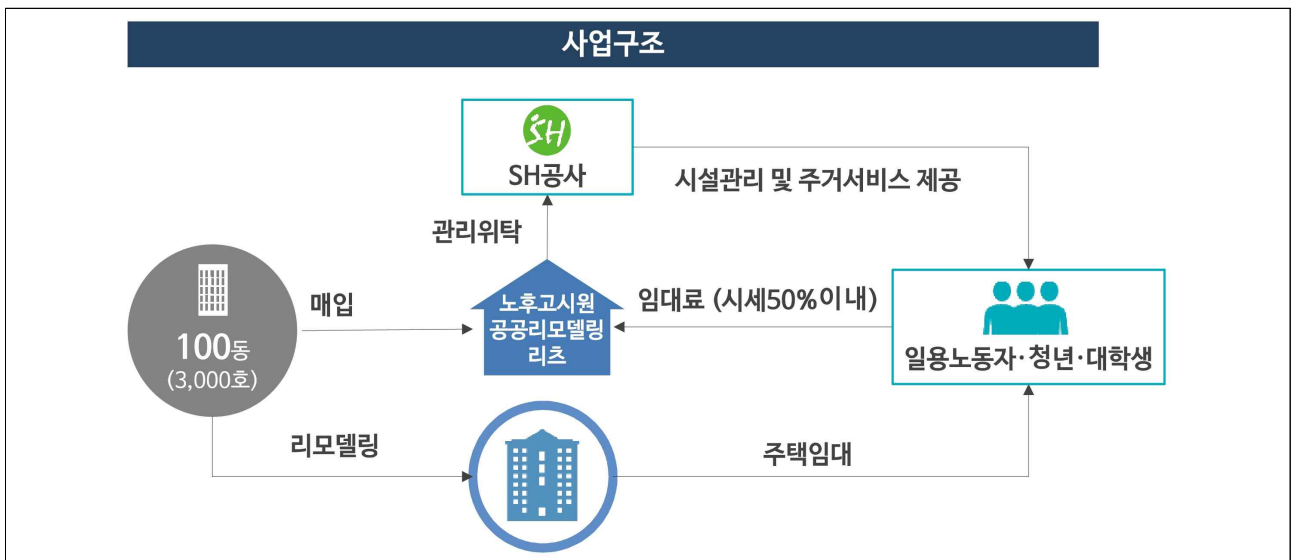 사업구조
SH
SH공사
시설관리 및 주거서비스 제공
관리위탁
매입
노후고시원
공공리모델링
리츠
임대료 (시세50%이내)
100동
(3,000호)
일용노동자·청년·대학생
리모델링
주택임대